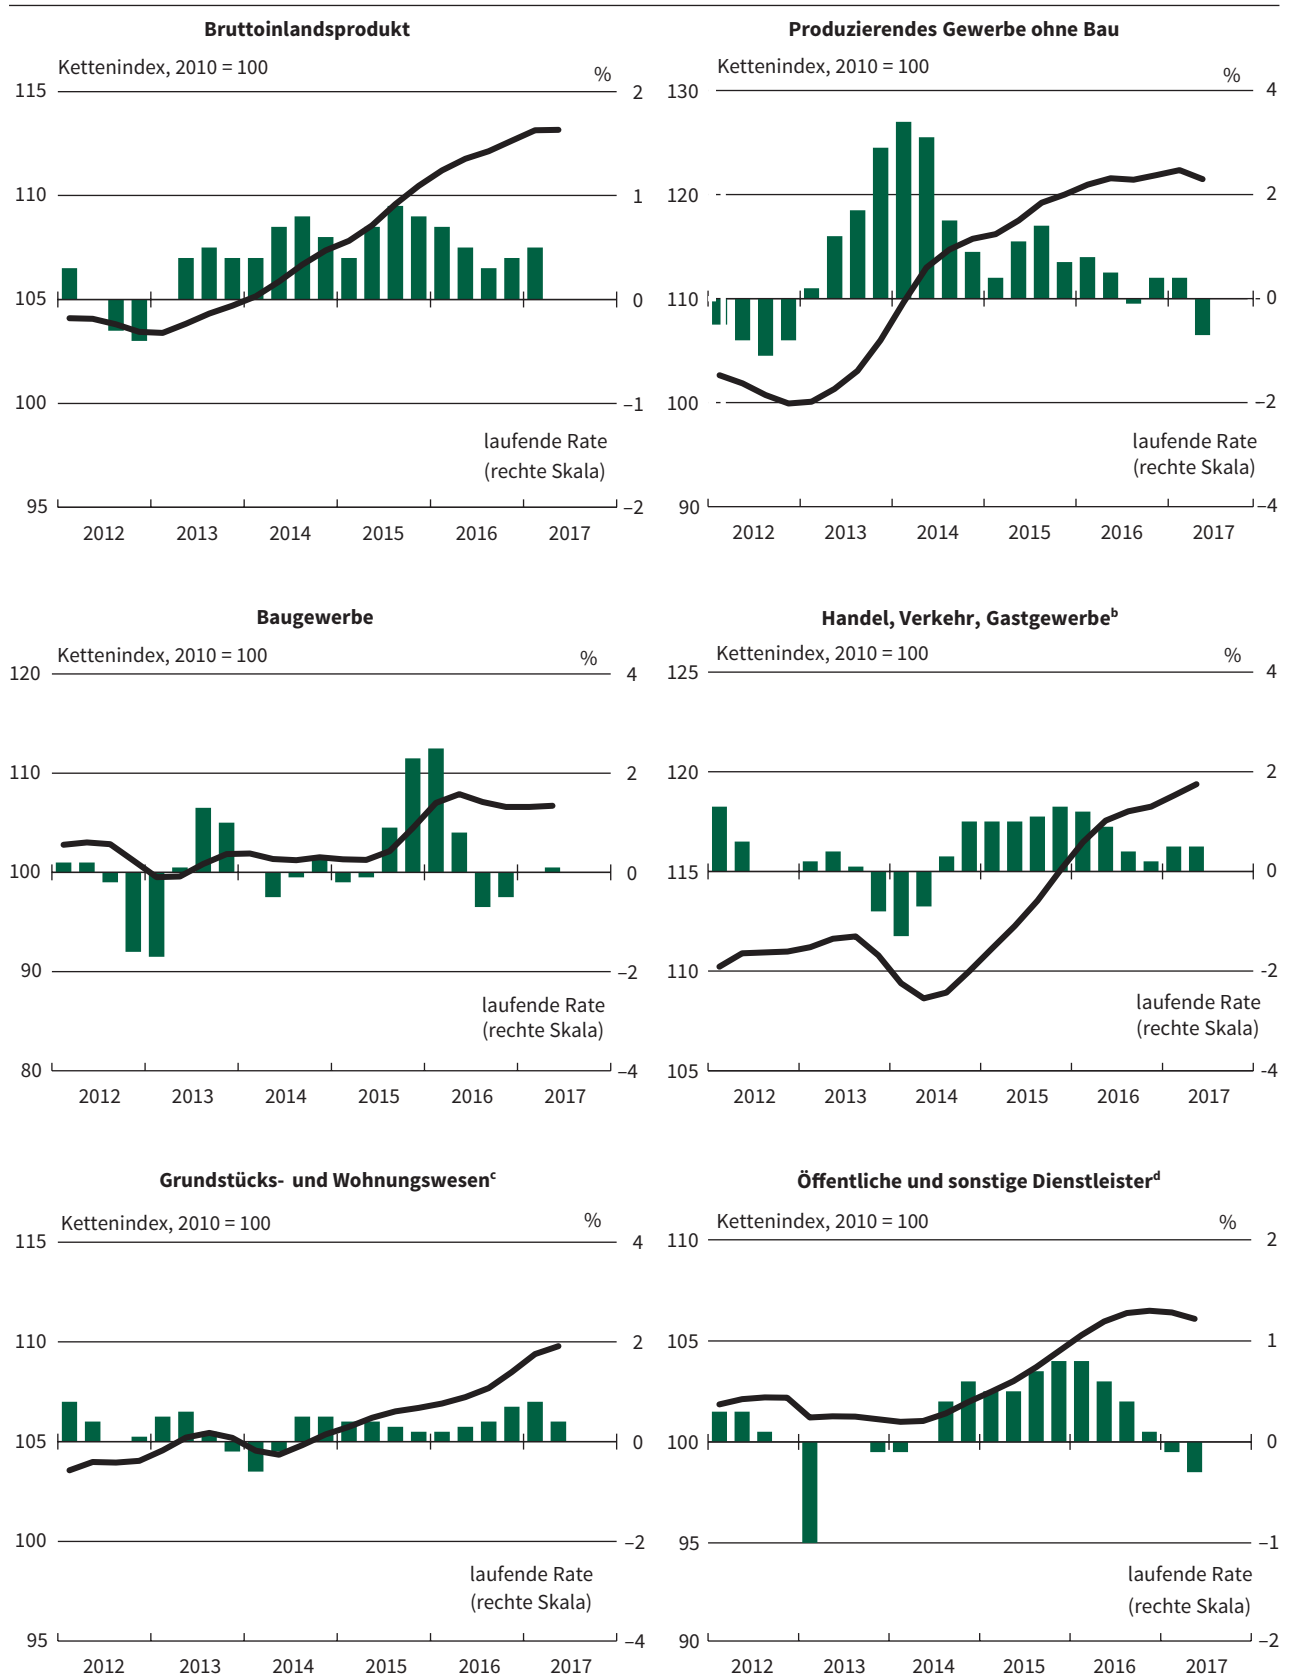 Bruttoinlandsprodukt
Kettenindex, 2010 = 100
%
115
110
105
100
95
2
1
0
–1
–2
laufende Rate
(rechte Skala)
2012 2013 2014 2015 2016 2017
Produzierendes Gewerbe ohne Bau
Kettenindex, 2010 = 100
%
130
120
110
100
90
4
2
0
–2
–4
laufende Rate
(rechte Skala)
2012 2013 2014 2015 2016 2017
Baugewerbe
Kettenindex, 2010 = 100
%
120
110
100
90
80
4
2
0
–2
–4
laufende Rate
(rechte Skala)
2012 2013 2014 2015 2016 2017
Handel, Verkehr, Gastgewerbeᵇ
Kettenindex, 2010 = 100
%
125
120
115
110
105
4
2
0
-2
-4
laufende Rate
(rechte Skala)
2012 2013 2014 2015 2016 2017
Grundstücks- und Wohnungswesenᶜ
Kettenindex, 2010 = 100
%
115
110
105
100
95
4
2
0
–2
–4
laufende Rate
(rechte Skala)
2012 2013 2014 2015 2016 2017
Öffentliche und sonstige Dienstleisterᵈ
Kettenindex, 2010 = 100
%
110
105
100
95
90
2
1
0
–1
–2
laufende Rate
(rechte Skala)
2012 2013 2014 2015 2016 2017